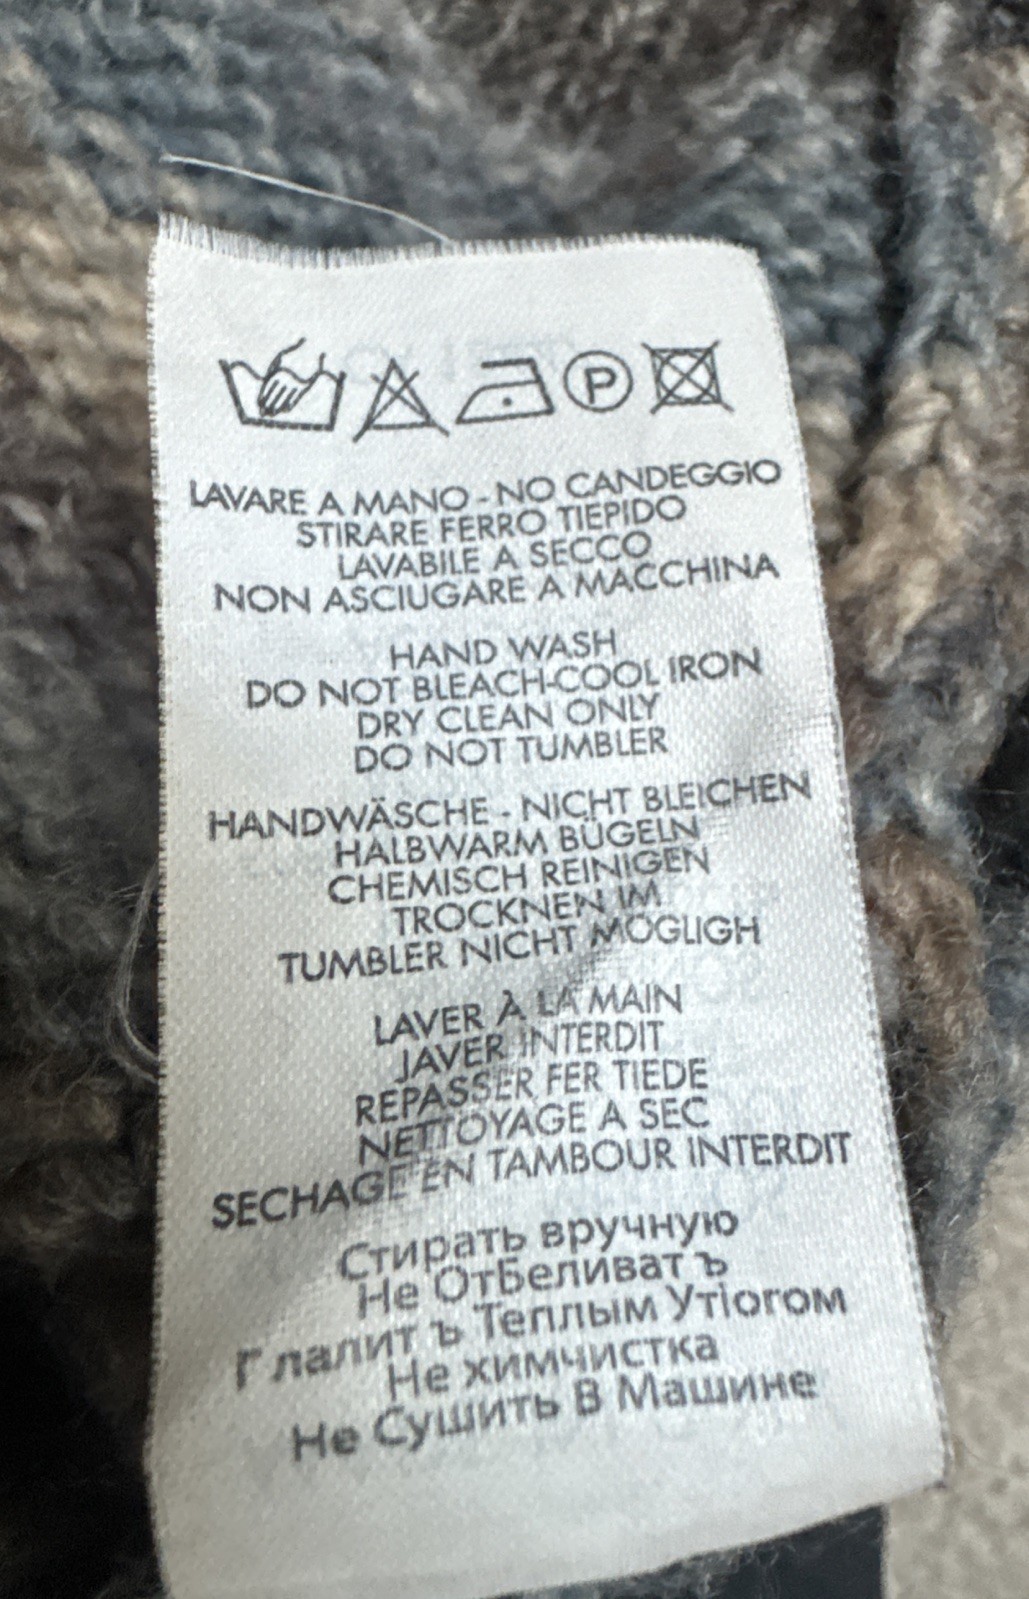 P
LAVARE A MANO - NO CANDEGGIO
STIRARE FERRO TIEPIDO
LAVABILE A SECCO
NON ASCIUGARE A MACCHINA
HAND WASH
DO NOT BLEACH-COOL IRON
DRY CLEAN ONLY
DO NOT TUMBLER
HANDWÄSCHE - NICHT BLEICHEN
HALBWARM BÜGELN
CHEMISCH REINIGEN
TROCKNEN IM
TUMBLER NICHT MÖGLIGH
LAVER À LA MAIN
JAVER INTERDIT
REPASSER FER TIEDE
NETTOYAGE A SEC
SECHAGE EN TAMBOUR INTERDIT
Стирать вручную
Не ОтБеливат ъ
Г лалит ъ Теплым Утіогом
Не химчистка
Не Сушить В Машине